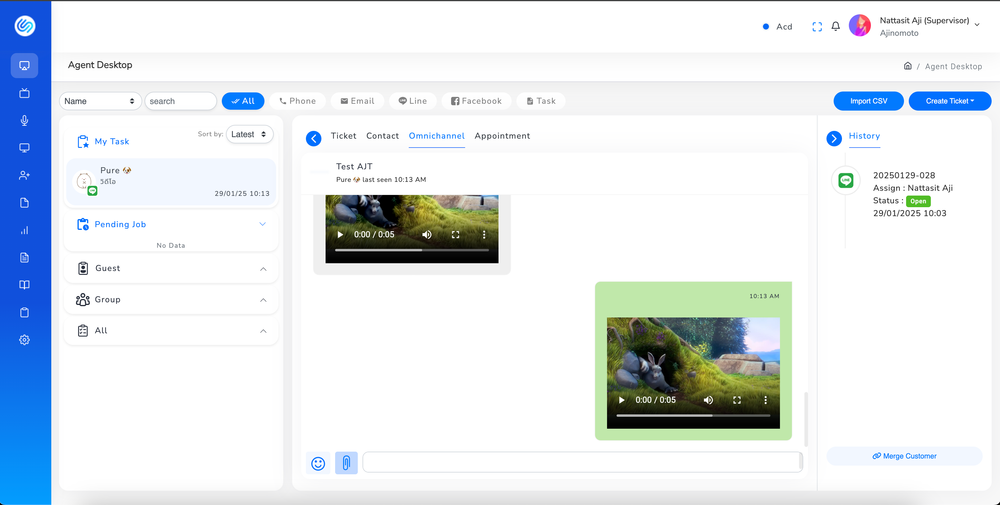 Acd
Nattasit Aji (Supervisor)
Ajinomoto
Agent Desktop
/ Agent Desktop
Name
search
All
Phone
Email
LINE Line
Facebook
Task
Import CSV
Create Ticket
My Task
Sort by: Latest
Pure 🐶
วิดีโอ
LINE
29/01/25 10:13
Pending Job
No Data
Guest
Group
All
Ticket Contact Omnichannel Appointment
Test AJT
Pure 🐶 last seen 10:13 AM
0:00 / 0:05
10:13 AM
0:00 / 0:05
History
LINE
20250129-028
Assign : Nattasit Aji
Status : Open
29/01/2025 10:03
Merge Customer